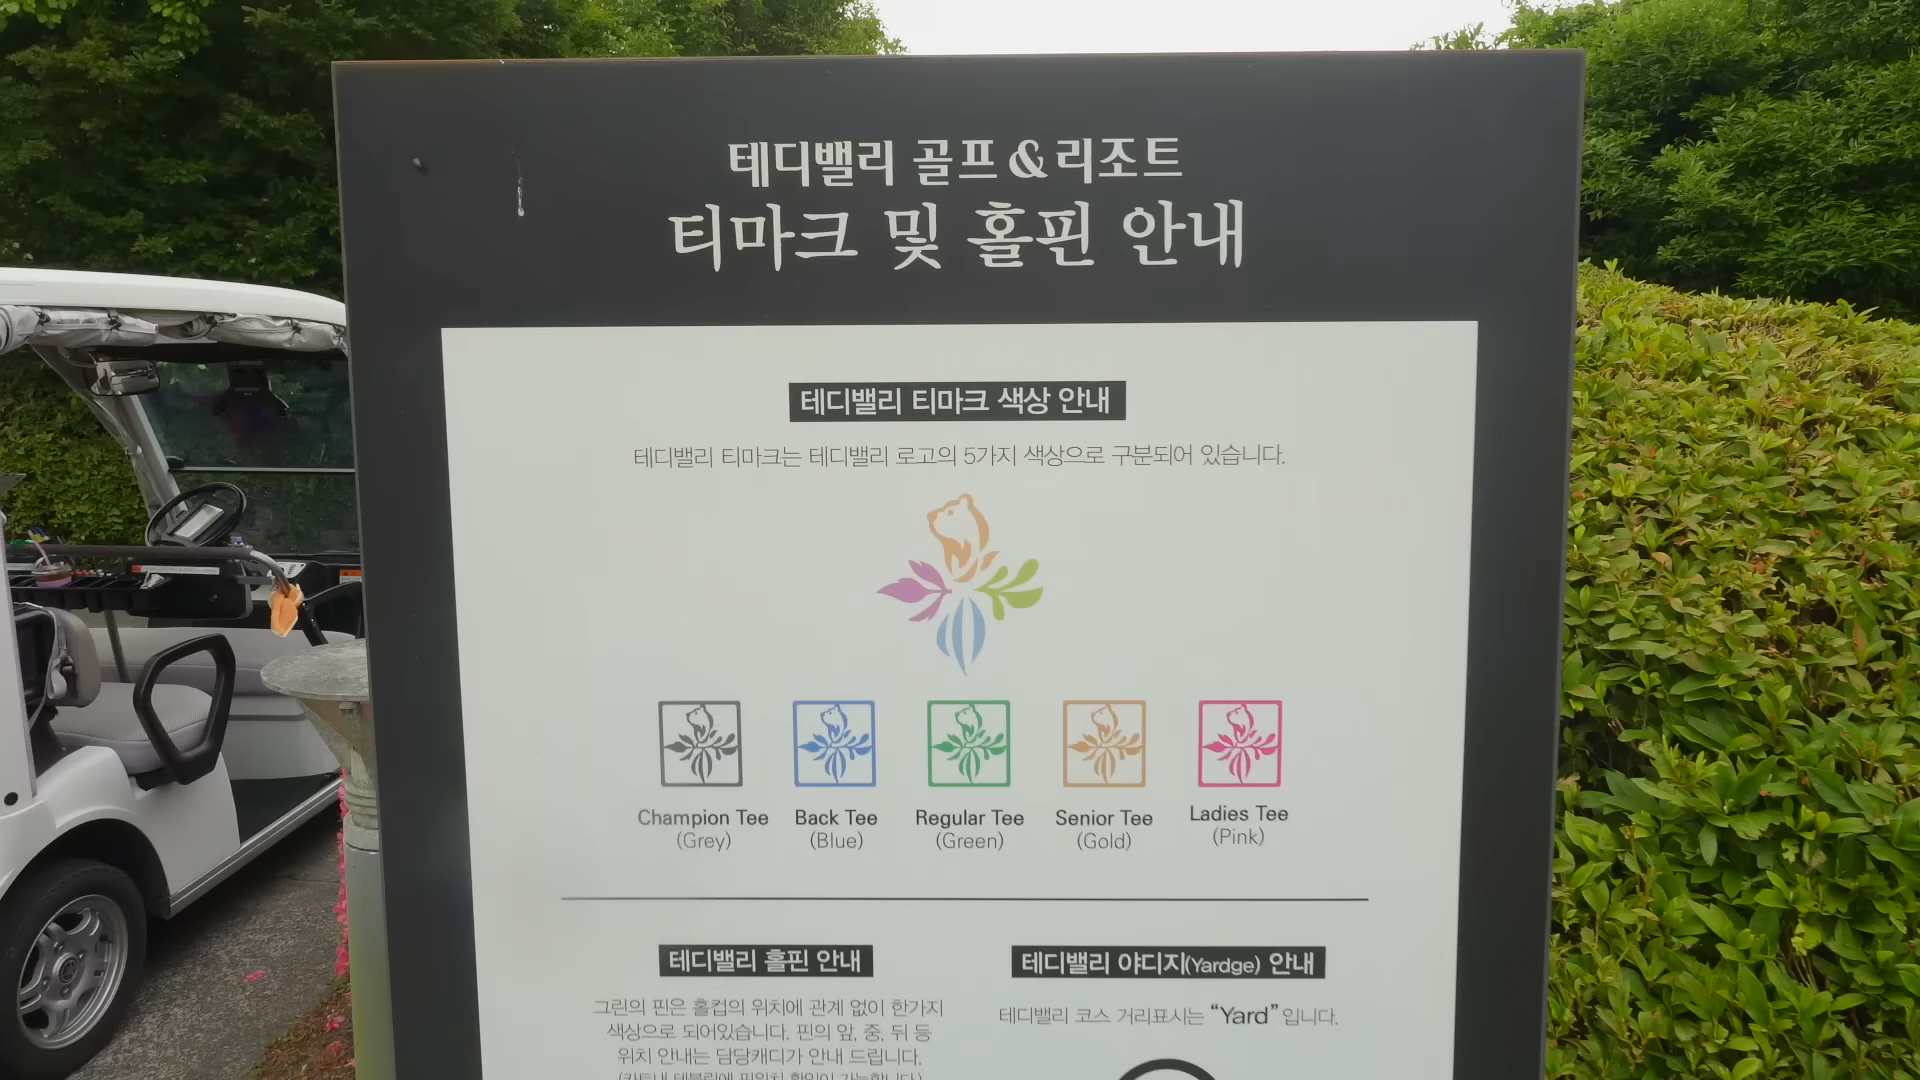 테디밸리 골프&리조트
티마크 및 홀핀 안내
테디밸리 티마크 색상 안내
테디밸리 티마크는 테디밸리 로고의 5가지 색상으로 구분되어 있습니다.
Champion Tee
(Grey)
Back Tee
(Blue)
Regular Tee
(Green)
Senior Tee
(Gold)
Ladies Tee
(Pink)
테디밸리 홀핀 안내
그린의 핀은 홀컵의 위치에 관계 없이 한가지
색상으로 되어있습니다. 핀의 앞, 중, 뒤 등
위치 안내는 담당캐디가 안내 드립니다.
테디밸리 야디지(Yardge) 안내
테디밸리 코스 거리표시는 “Yard” 입니다.